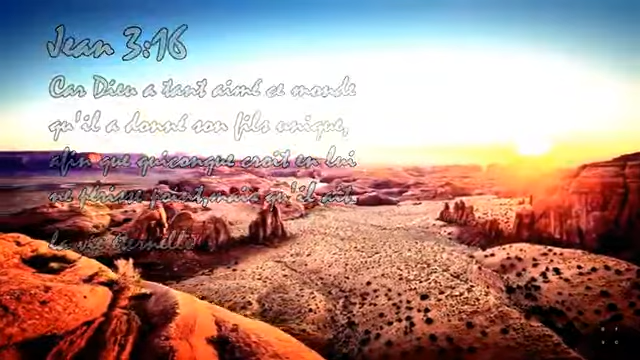 Jean 3:16
Car Dieu a tant aimé ce monde
qu'il a donné son fils unique,
afin que quiconque croit en lui
ne périsse point,mais qu'il ait
la vie éternelle